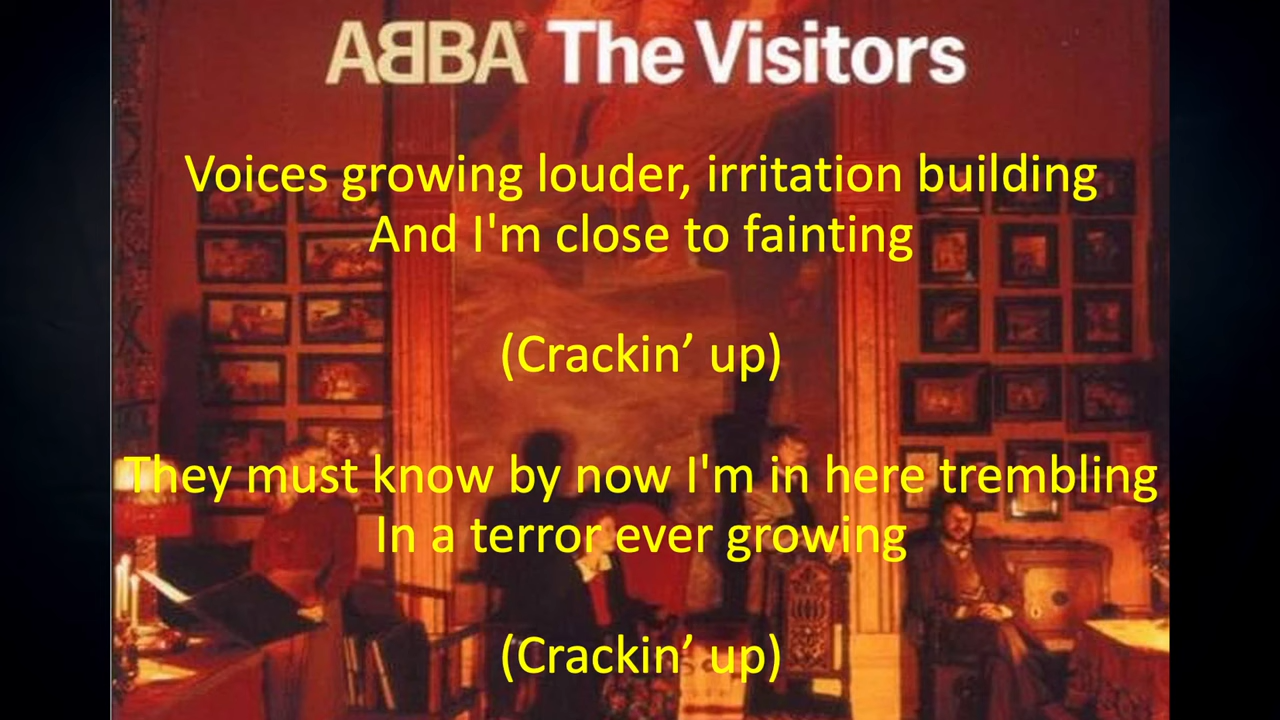 ABBA The Visitors
Voices growing louder, irritation building
And I'm close to fainting
(Crackin’ up)
They must know by now I'm in here trembling
In a terror ever growing
(Crackin’ up)